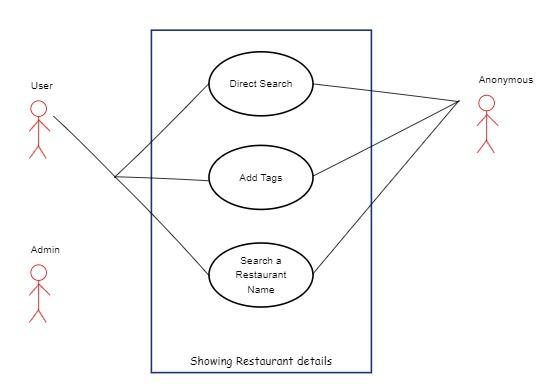 User
Anonymous
Direct Search
Add Tags
Admin
Search a
Restaurant
Name
Showing Restaurant details